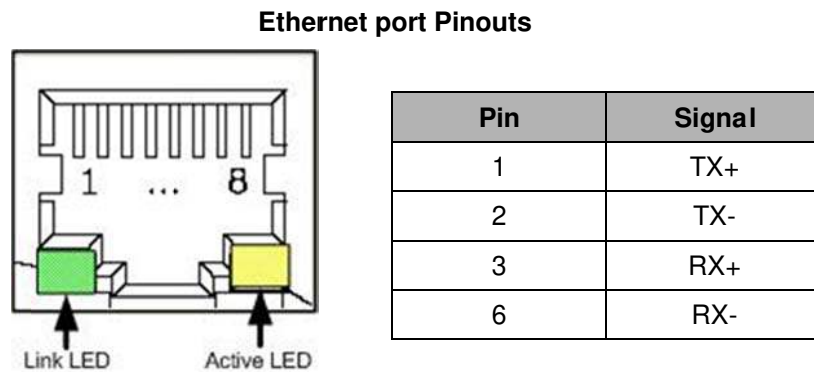 Ethernet port Pinouts
1 ... 8
Link LED Active LED
Pin Signal
1 TX+
2 TX-
3 RX+
6 RX-